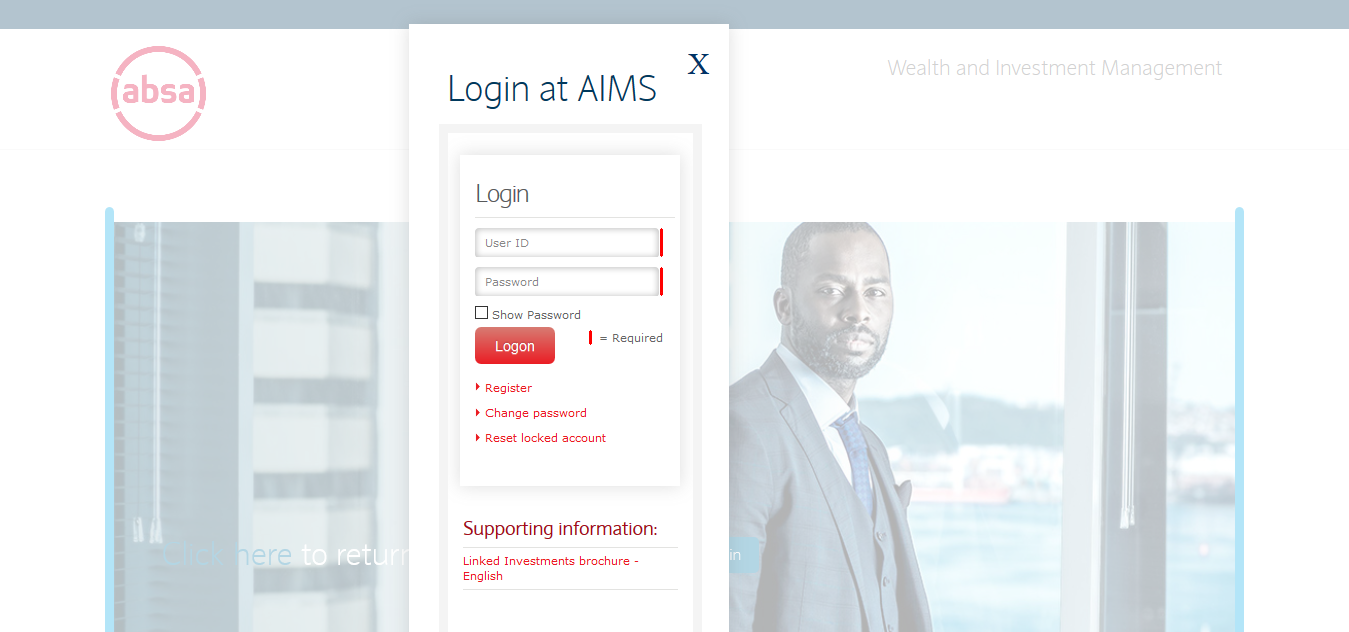 absa
Login at AIMS
X
Wealth and Investment Management
Login
User ID
Password
Show Password
Logon
= Required
Register
Change password
Reset locked account
Click here to return
in
Supporting information:
Linked Investments brochure -
English